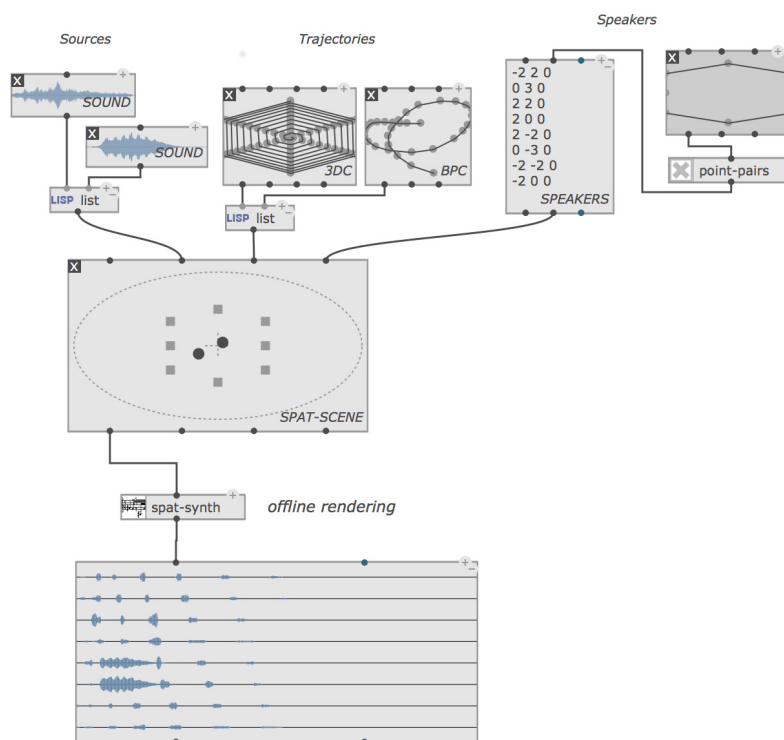 Sources
Trajectories
Speakers
X
SOUND
X
SOUND
LISP list
X
3DC
X
BPC
LISP list
-2 2 0
0 3 0
2 2 0
2 0 0
2 -2 0
0 -3 0
-2 -2 0
-2 0 0
SPEAKERS
X
point-pairs
X
SPAT-SCENE
spat-synth
offline rendering